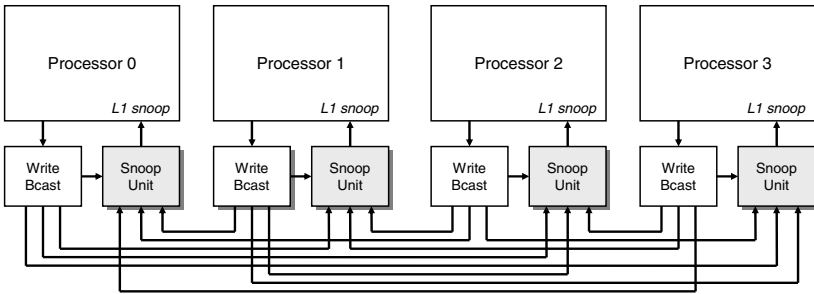 Processor 0
Processor 1
Processor 2
Processor 3
L1 snoop
L1 snoop
L1 snoop
L1 snoop
Write
Bcast
Snoop
Unit
Write
Bcast
Snoop
Unit
Write
Bcast
Snoop
Unit
Write
Bcast
Snoop
Unit